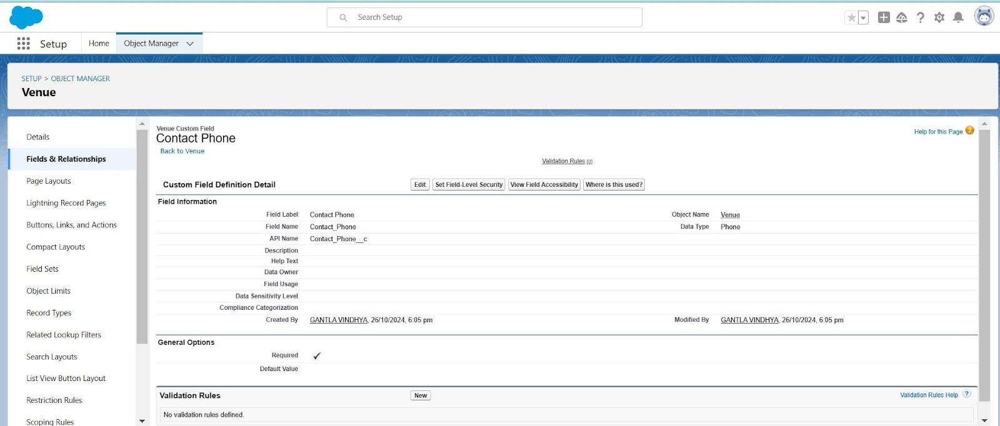 Search Setup
Setup
Home
Object Manager
SETUP > OBJECT MANAGER
Venue
Details
Fields & Relationships
Page Layouts
Lightning Record Pages
Buttons, Links, and Actions
Compact Layouts
Field Sets
Object Limits
Record Types
Related Lookup Filters
Search Layouts
List View Button Layout
Restriction Rules
Scoping Rules
Venue Custom Field
Contact Phone
Back to Venue
Help for this Page ?
Validation Rules [0]
Custom Field Definition Detail
Edit
Set Field-Level Security
View Field Accessibility
Where is this used?
Field Information
Field Label Contact Phone Object Name Venue
Field Name Contact_Phone Data Type Phone
API Name Contact_Phone__c
Description
Help Text
Data Owner
Field Usage
Data Sensitivity Level
Compliance Categorization
Created By GANTLA VINDHYA, 26/10/2024, 6:05 pm Modified By GANTLA VINDHYA, 26/10/2024, 6:05 pm
General Options
Required ✓
Default Value
Validation Rules New Validation Rules Help ?
No validation rules defined.